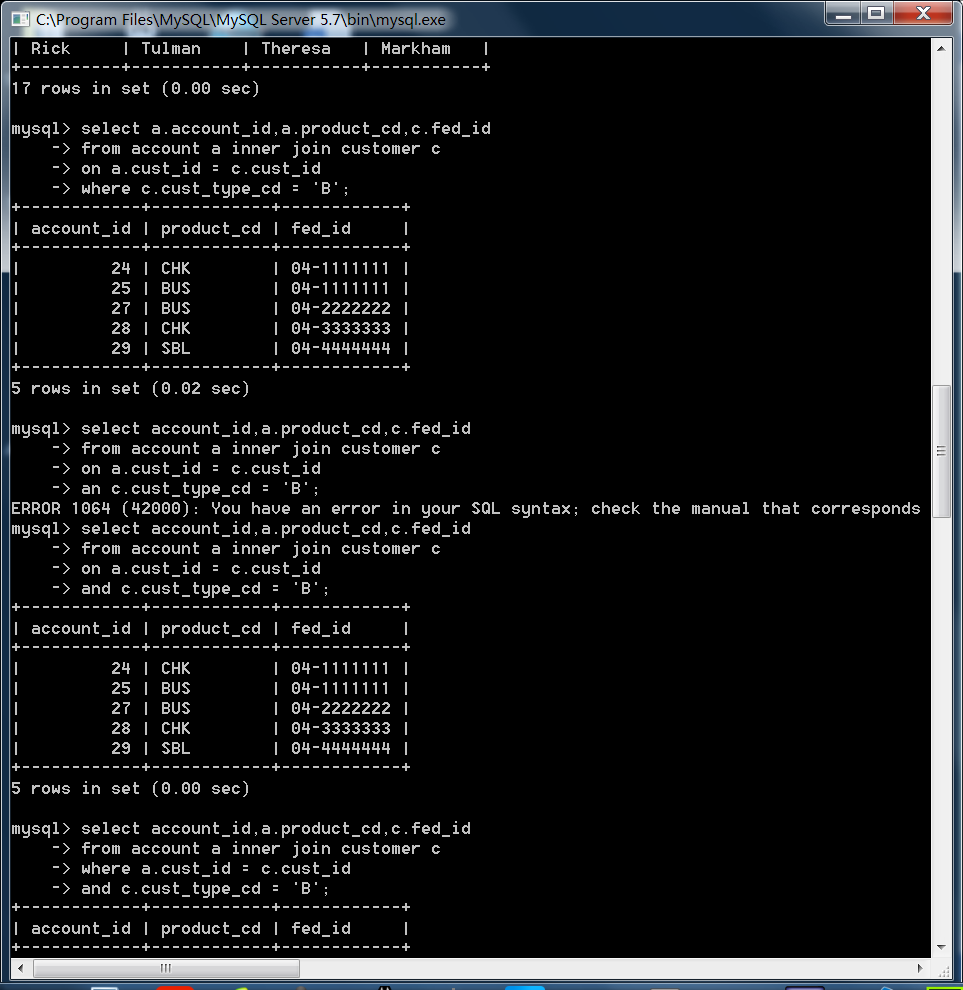 C:\Program Files\MySQL\MySQL Server 5.7\bin\mysql.exe
| Rick     | Tulman    | Theresa   | Markham   |
+----------+-----------+-----------+-----------+
17 rows in set (0.00 sec)
mysql> select a.account_id,a.product_cd,c.fed_id
    -> from account a inner join customer c
    -> on a.cust_id = c.cust_id
    -> where c.cust_type_cd = 'B';
+------------+------------+------------+
| account_id | product_cd | fed_id     |
+------------+------------+------------+
|         24 | CHK        | 04-1111111 |
|         25 | BUS        | 04-1111111 |
|         27 | BUS        | 04-2222222 |
|         28 | CHK        | 04-3333333 |
|         29 | SBL        | 04-4444444 |
+------------+------------+------------+
5 rows in set (0.02 sec)
mysql> select account_id,a.product_cd,c.fed_id
    -> from account a inner join customer c
    -> on a.cust_id = c.cust_id
    -> an c.cust_type_cd = 'B';
ERROR 1064 (42000): You have an error in your SQL syntax; check the manual that corresponds
mysql> select account_id,a.product_cd,c.fed_id
    -> from account a inner join customer c
    -> on a.cust_id = c.cust_id
    -> and c.cust_type_cd = 'B';
+------------+------------+------------+
| account_id | product_cd | fed_id     |
+------------+------------+------------+
|         24 | CHK        | 04-1111111 |
|         25 | BUS        | 04-1111111 |
|         27 | BUS        | 04-2222222 |
|         28 | CHK        | 04-3333333 |
|         29 | SBL        | 04-4444444 |
+------------+------------+------------+
5 rows in set (0.00 sec)
mysql> select account_id,a.product_cd,c.fed_id
    -> from account a inner join customer c
    -> where a.cust_id = c.cust_id
    -> and c.cust_type_cd = 'B';
+------------+------------+------------+
| account_id | product_cd | fed_id     |
+------------+------------+------------+